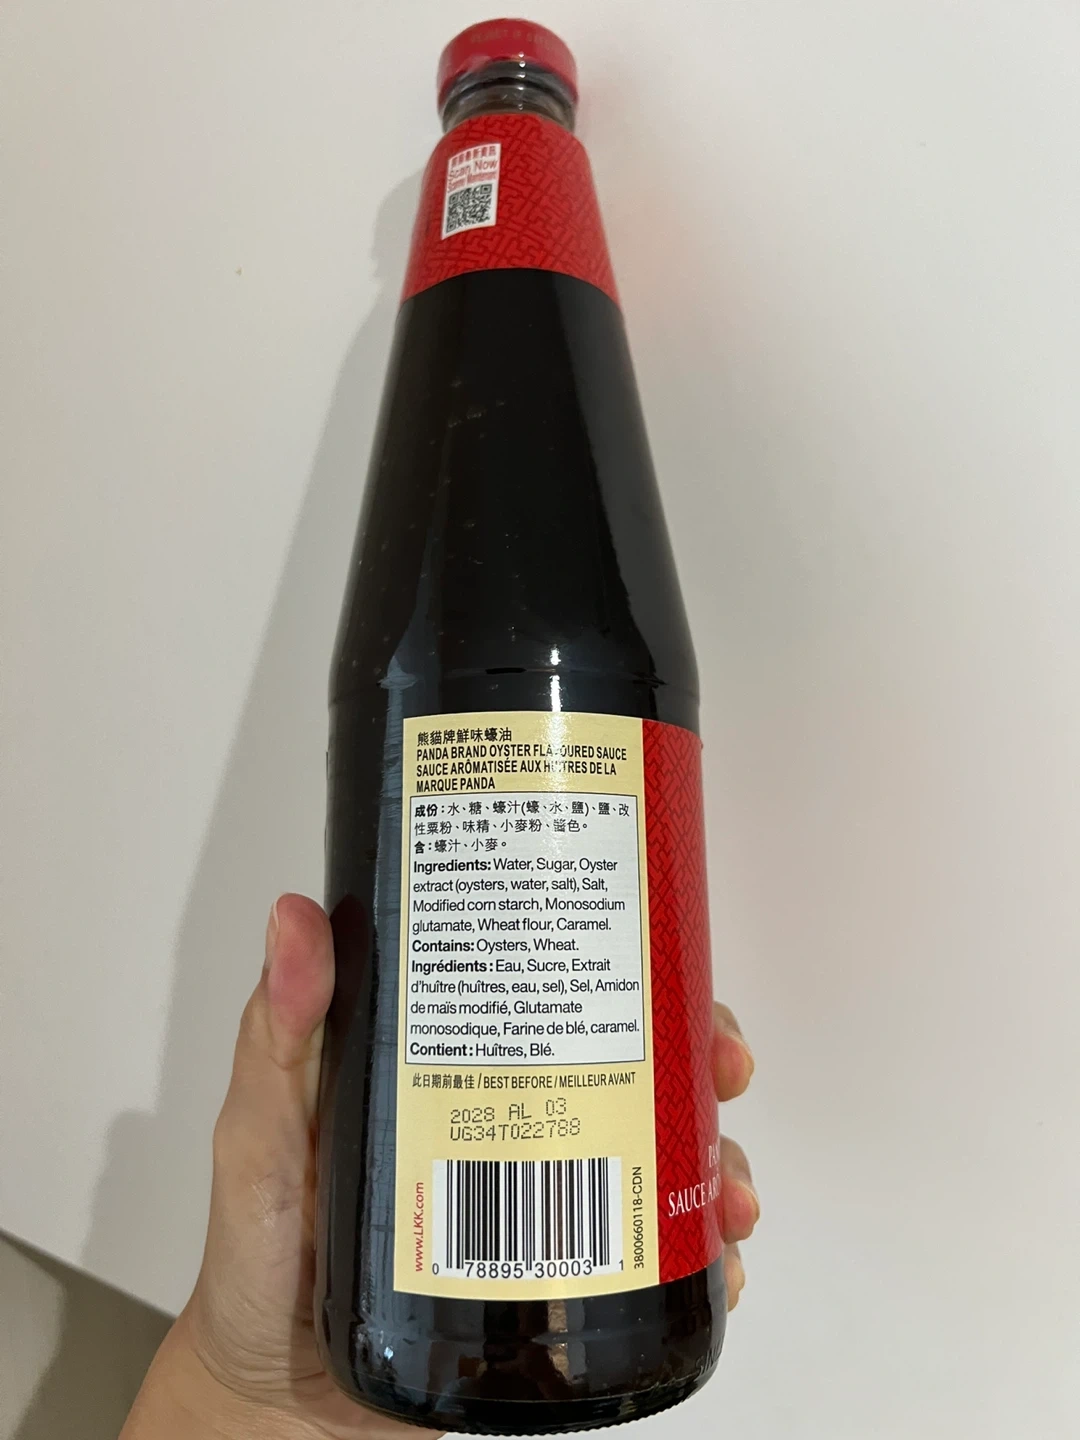 Scan Now
熊貓牌鮮味蠔油
PANDA BRAND OYSTER FLAVOURED SAUCE
SAUCE ARÔMATISÉE AUX HUÎTRES DE LA
MARQUE PANDA
成份:水、糖、蠔汁(蠔、水、鹽)、鹽、改
性粟粉、味精、小麥粉、醬色。
含:蠔汁、小麥。
Ingredients: Water, Sugar, Oyster
extract (oysters, water, salt), Salt,
Modified corn starch, Monosodium
glutamate, Wheat flour, Caramel.
Contains: Oysters, Wheat.
Ingrédients: Eau, Sucre, Extrait
d'huître (huîtres, eau, sel), Sel, Amidon
de maïs modifié, Glutamate
monosodique, Farine de blé, caramel.
Contient: Huîtres, Blé.
此日期前最佳 / BEST BEFORE / MEILLEUR AVANT
2028 AL 03
UG34T022788
www.LKK.com
0 78895 30003 1
3800660118-CDN
SAUCE